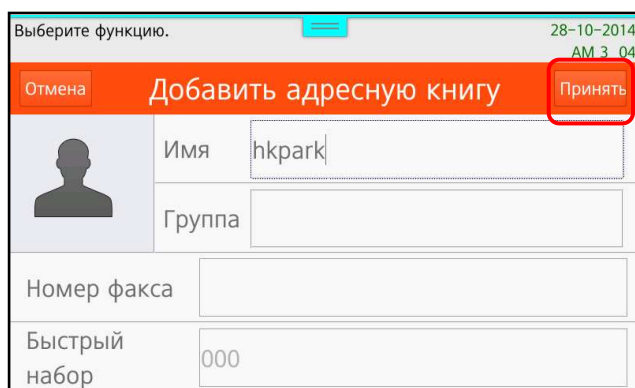 Выберите функцию.
28-10-2014
AM 3 04
Отмена Добавить адресную книгу Принять
Имя hkpark
Группа
Номер факса
Быстрый набор 000